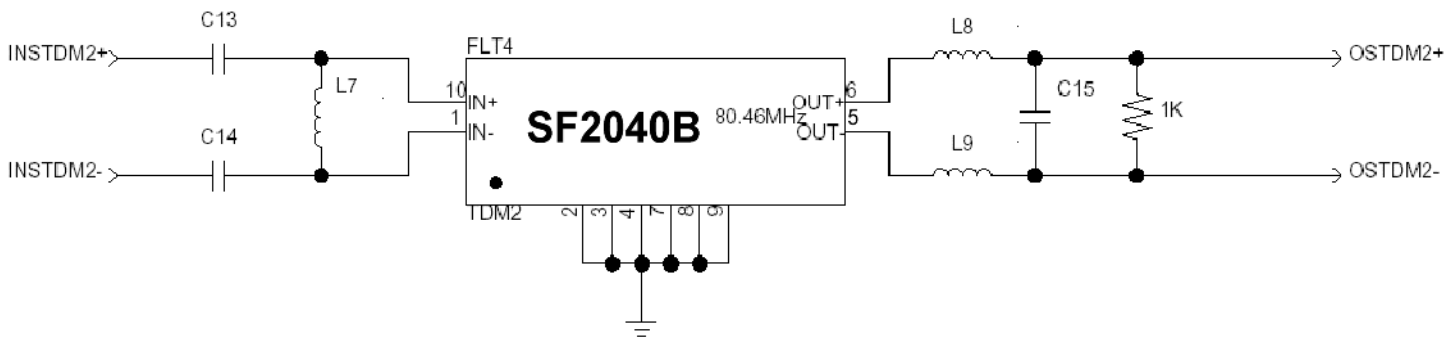 C13
INSTDM2+
L7
C14
INSTDM2-
FLT4
10
IN+
1
IN-
SF2040B
80.46MHz
OUT+
6
OUT-
5
TDM2
2
3
4
7
8
9
L8
L9
C15
1K
OSTDM2+
OSTDM2-